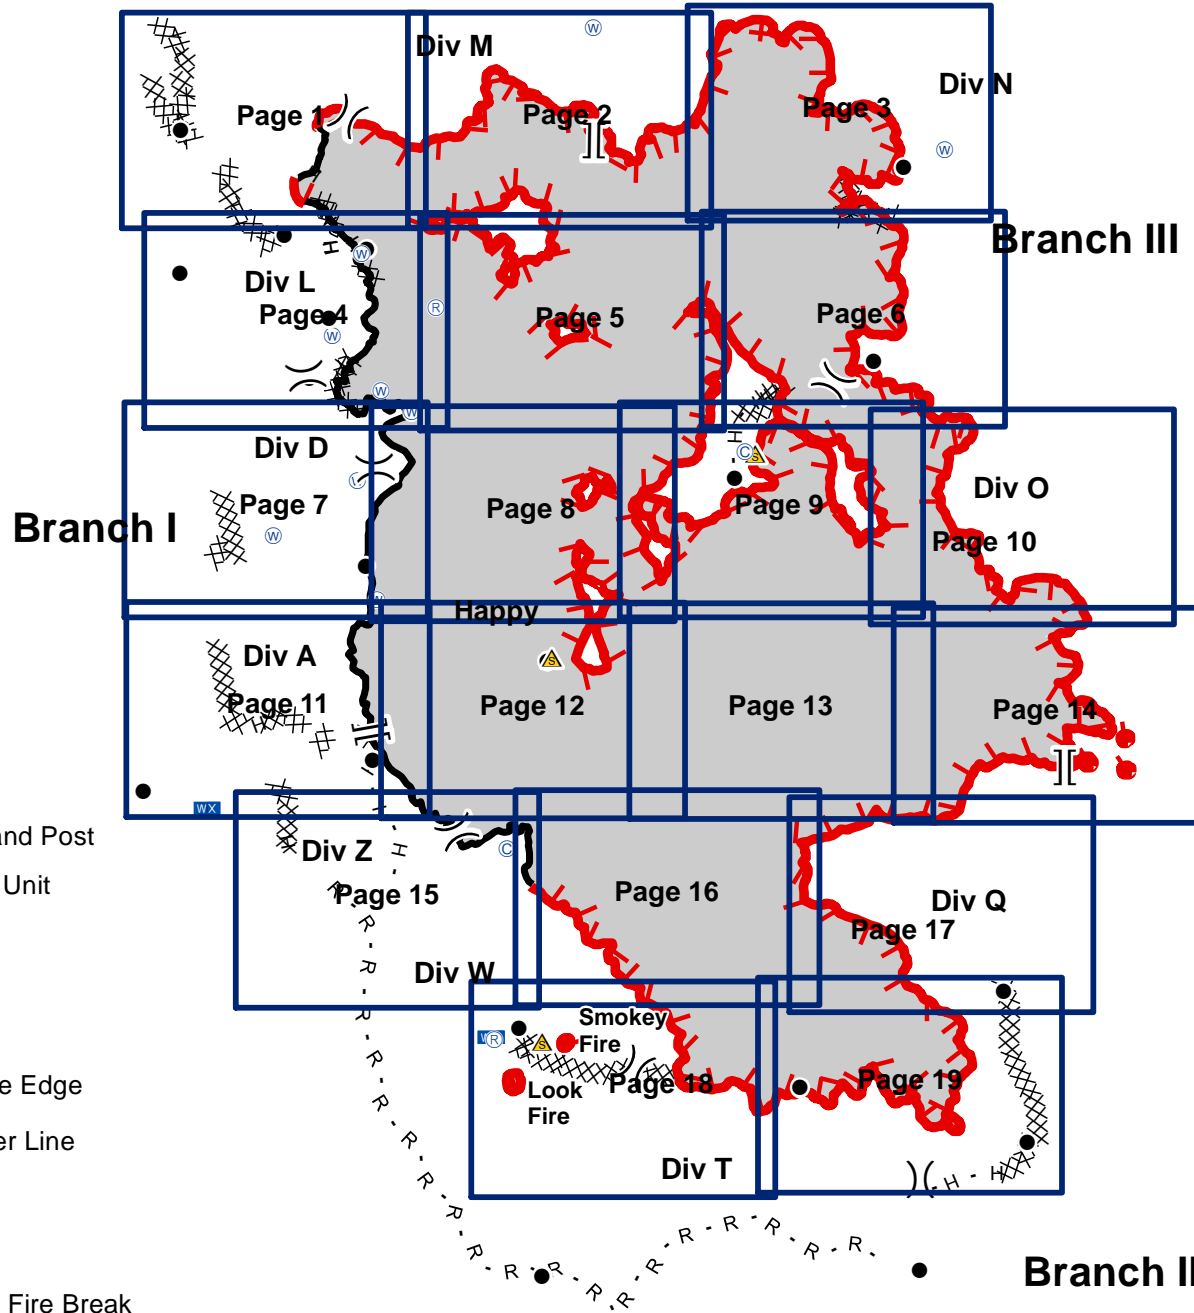 Div M
Div N
Page 1
Page 2
Page 3
Branch III
Div L
Page 4
Page 5
Page 6
Div D
Div O
Page 7
Page 8
Page 9
Branch I
Page 10
Happy
Div A
Page 11
Page 12
Page 13
Page 14
WX
and Post
Div Z
Unit
Page 15
Page 16
Div Q
Page 17
Div W
Smokey
Fire
Look
Fire
Page 18
Page 19
e Edge
er Line
Div T
Branch II
Fire Break